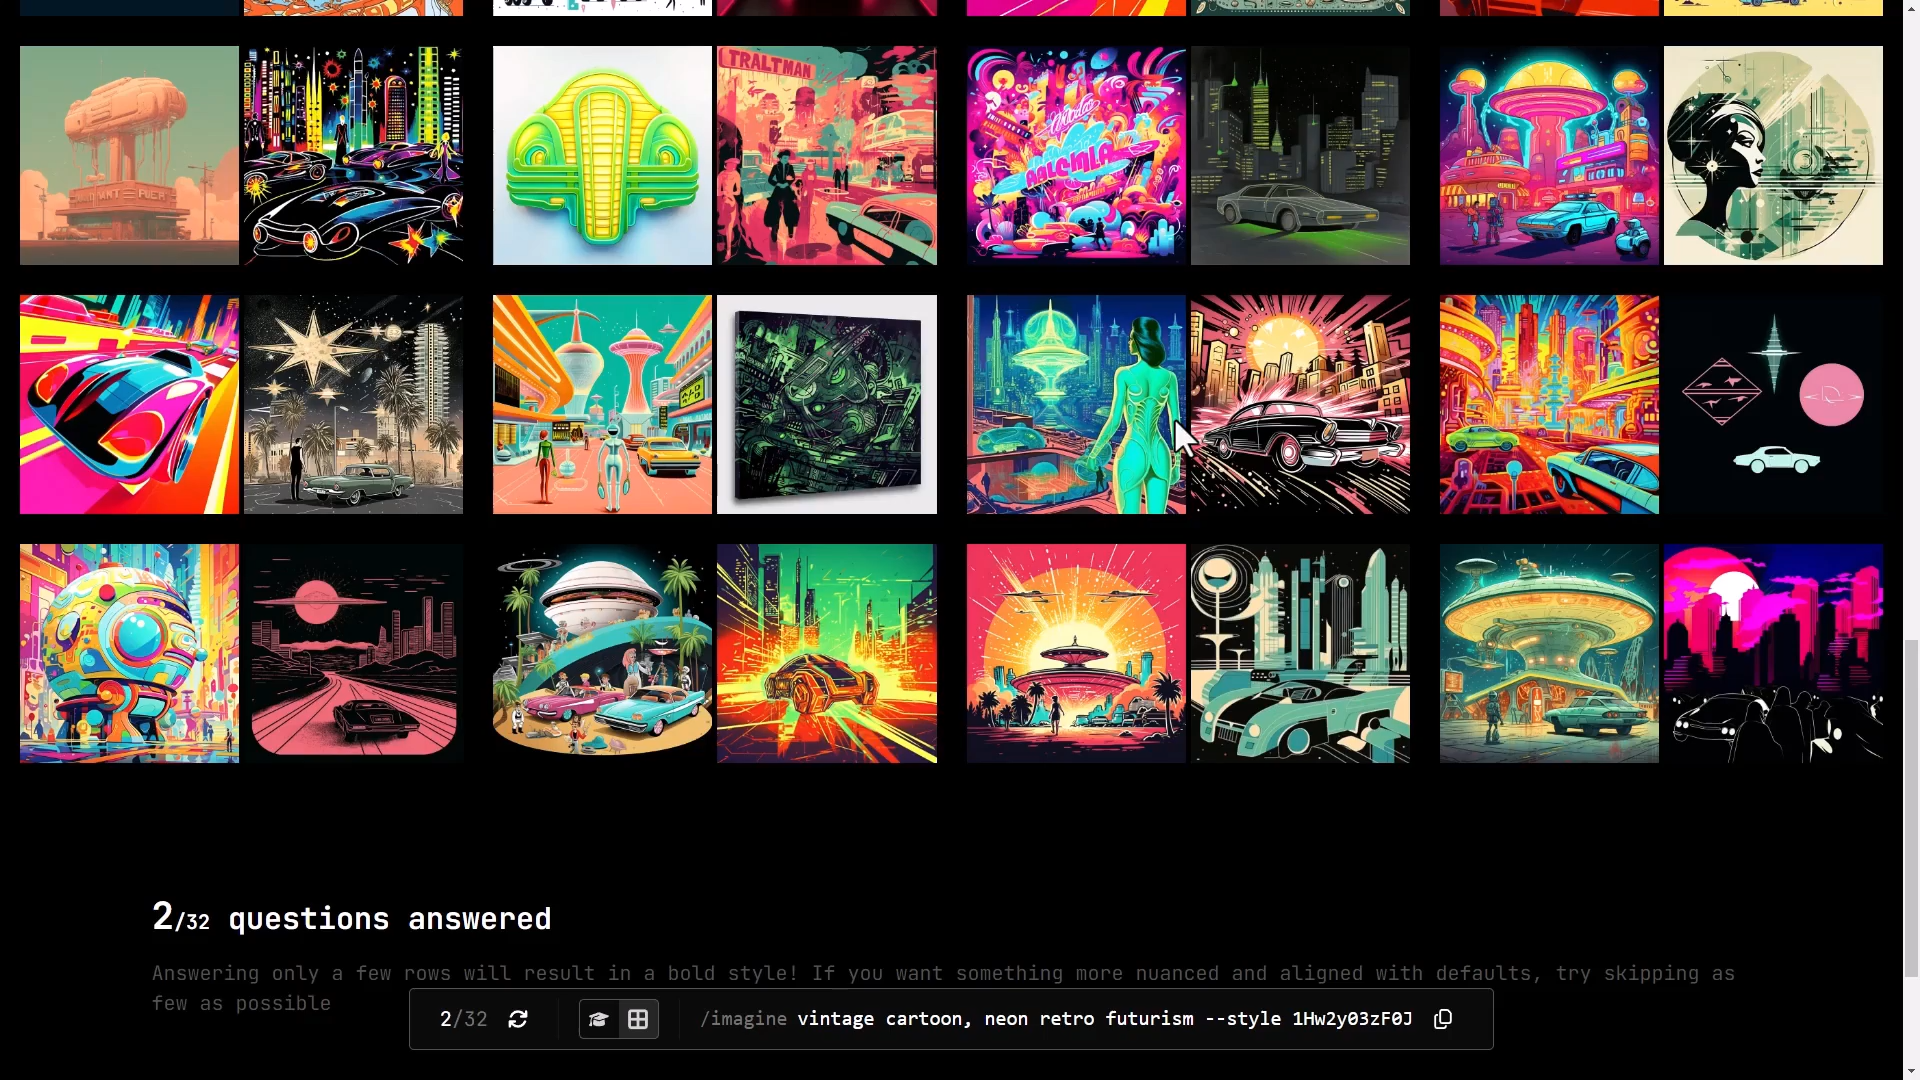 TRALTMAN
2/32 questions answered
Answering only a few rows will result in a bold style! If you want something more nuanced and aligned with defaults, try skipping as
few as possible
2/32
/imagine vintage cartoon, neon retro futurism --style 1Hw2y03zF0J